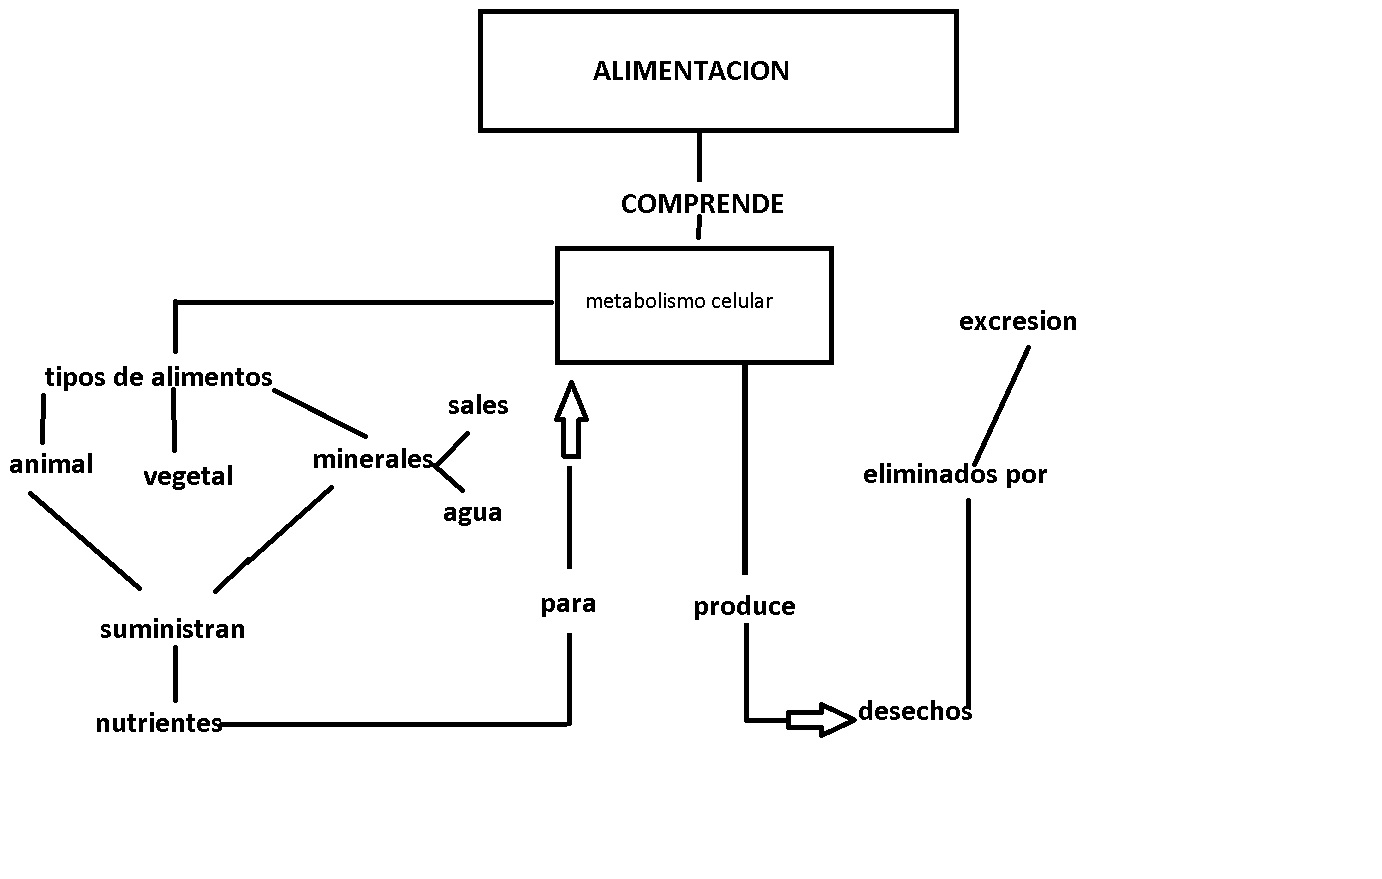 ALIMENTACION
COMPRENDE
metabolismo celular
excresion
tipos de alimentos
sales
animal
vegetal
minerales
eliminados por
agua
para
produce
suministran
nutrientes
desechos